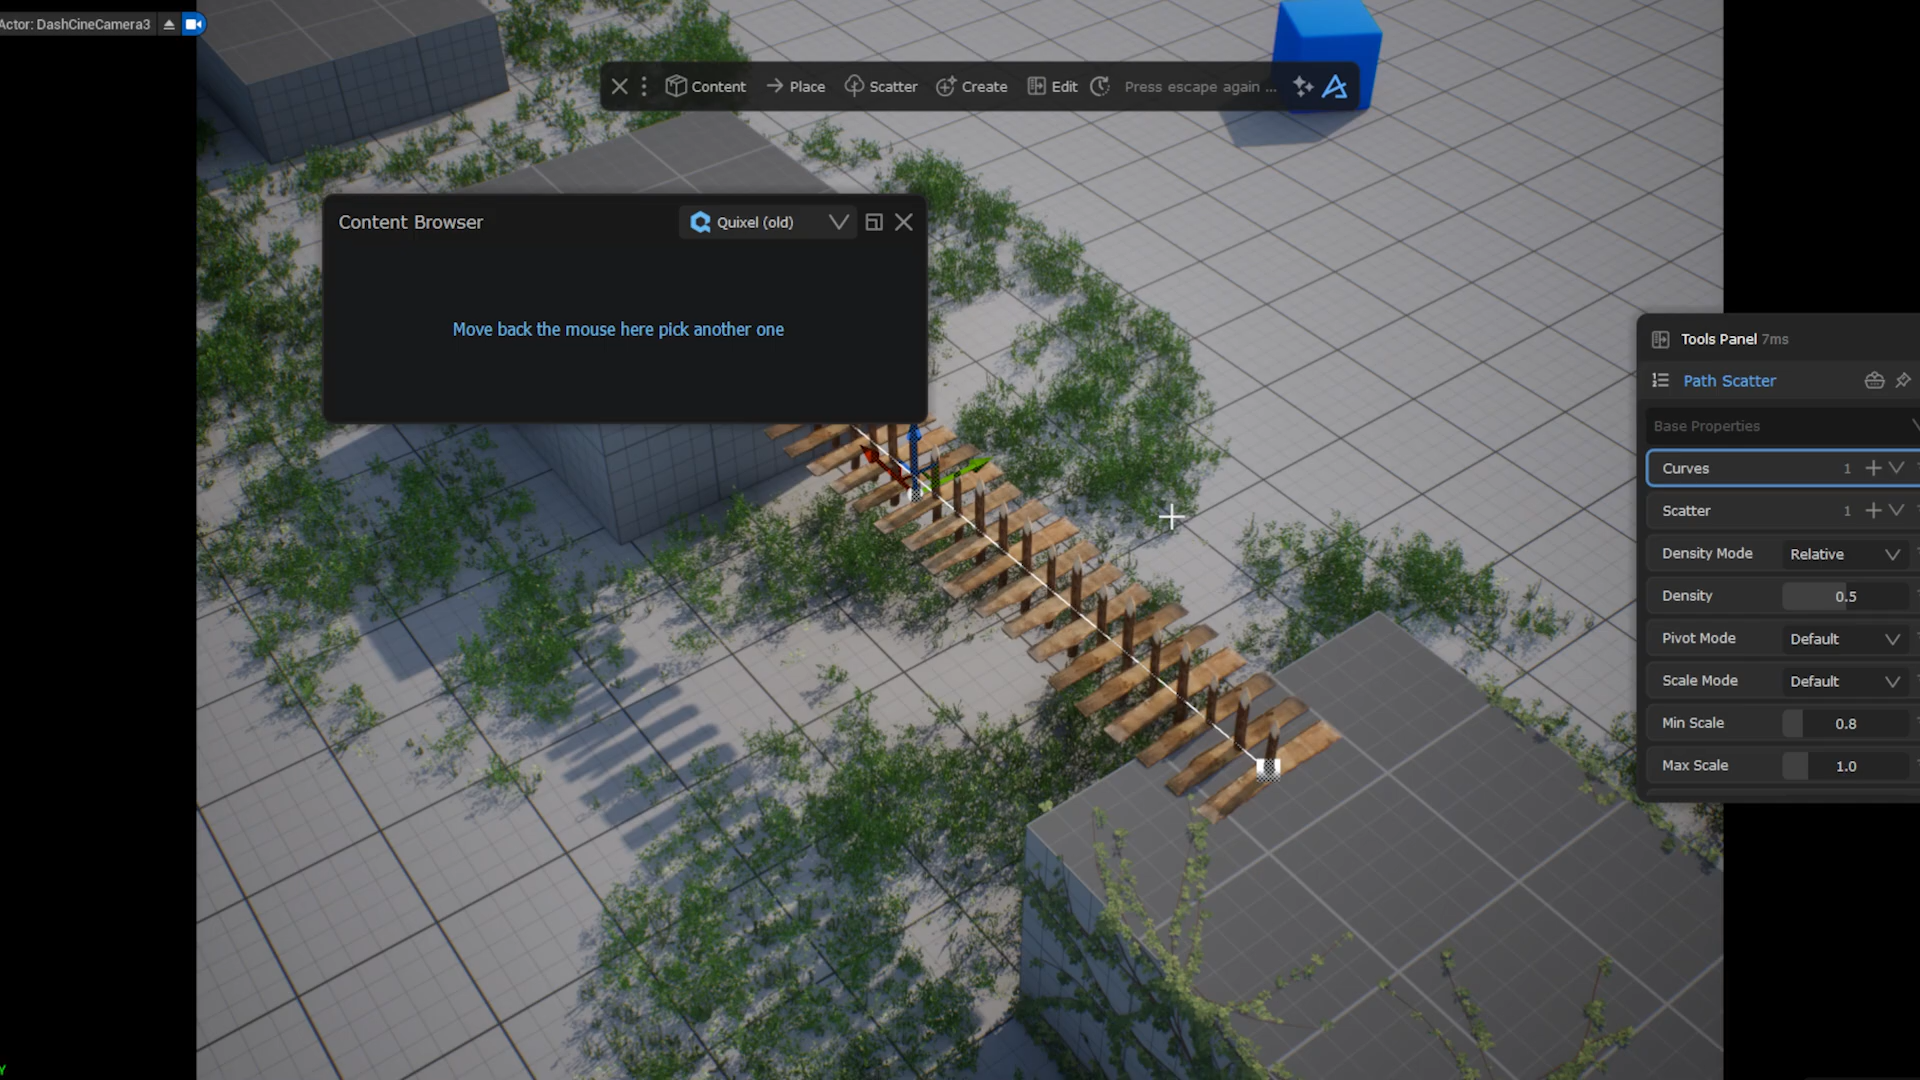 Actor: DashCineCamera3
Content Place Scatter Create Edit Press escape again ...
Content Browser
Quixel (old)
Move back the mouse here pick another one
Tools Panel 7ms
Path Scatter
Base Properties
Curves 1
Scatter 1
Density Mode Relative
Density 0.5
Pivot Mode Default
Scale Mode Default
Min Scale 0.8
Max Scale 1.0
Y